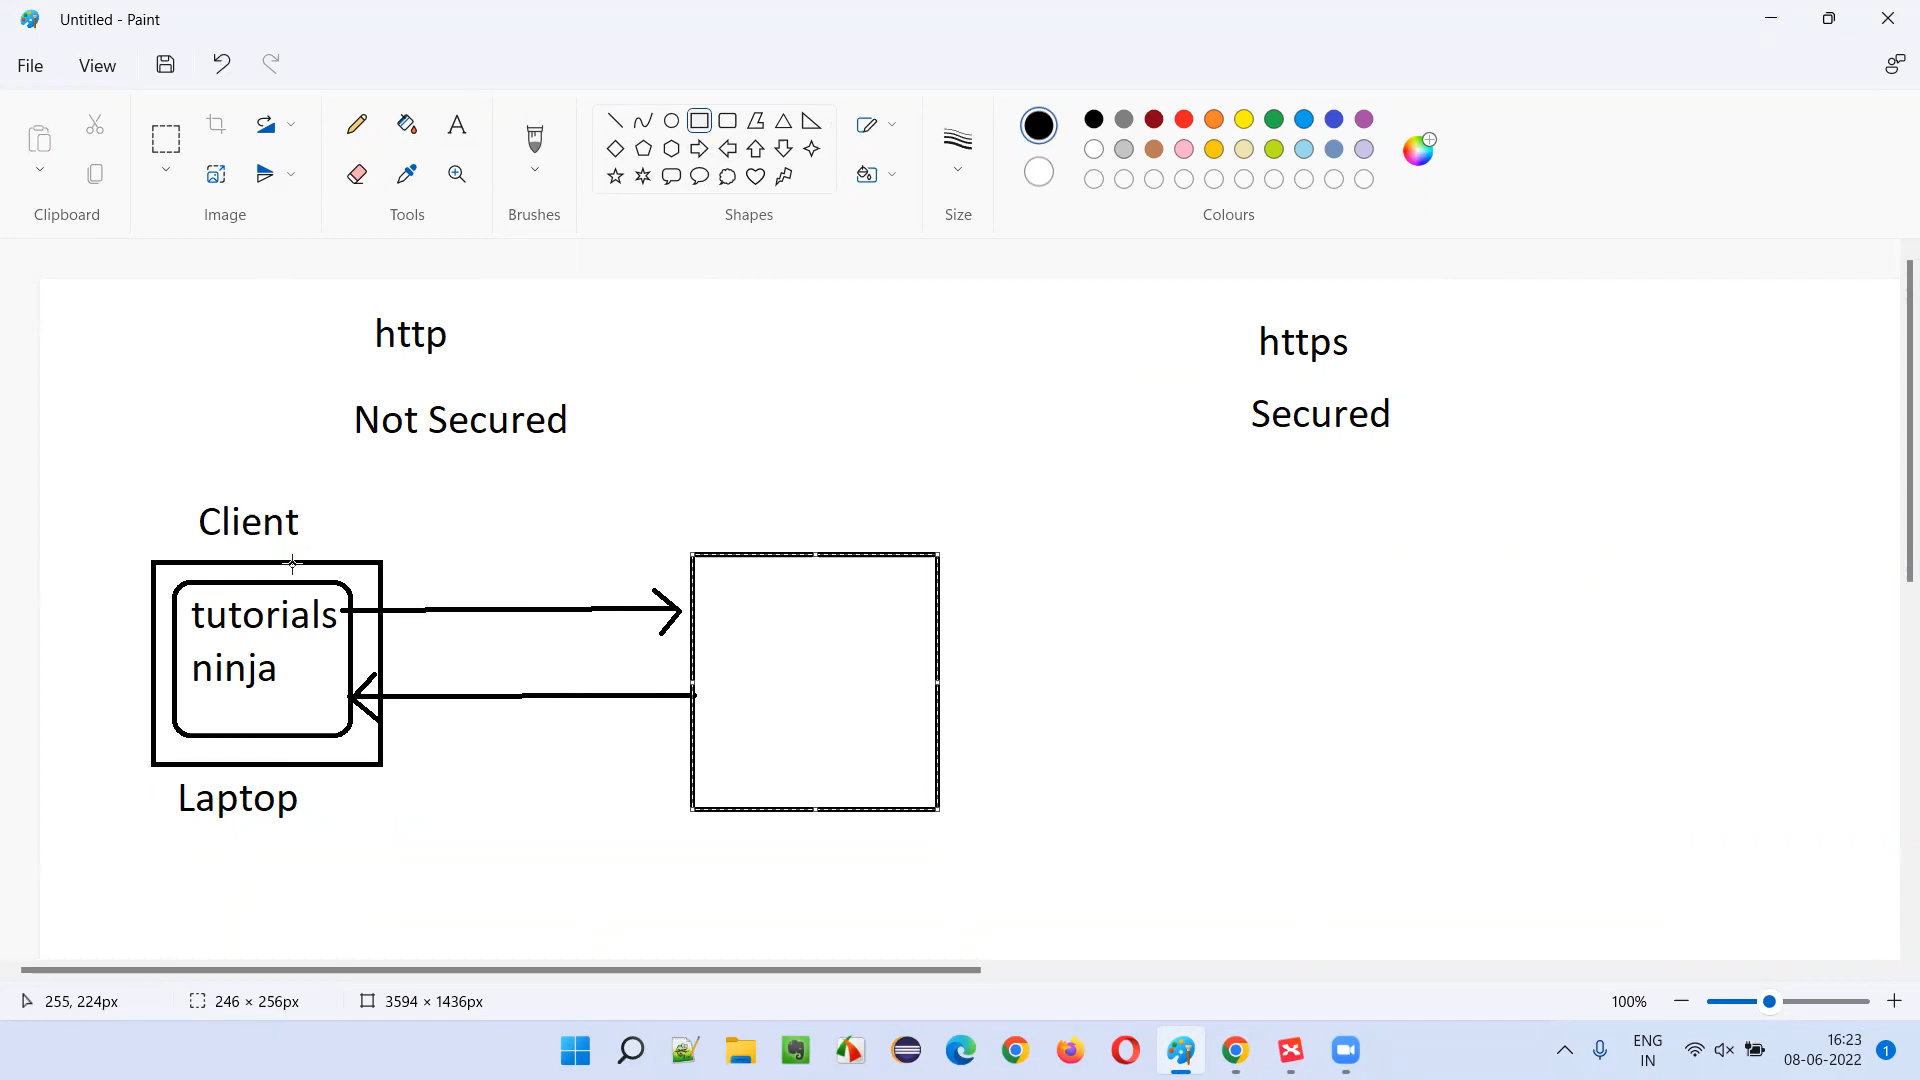 Untitled - Paint
File
View
Clipboard
Image
Tools
Brushes
Shapes
Size
Colours
http
https
Not Secured
Secured
Client
tutorials
ninja
Laptop
255, 224px
246 × 256px
3594 × 1436px
100%
ENG
IN
16:23
08-06-2022
1